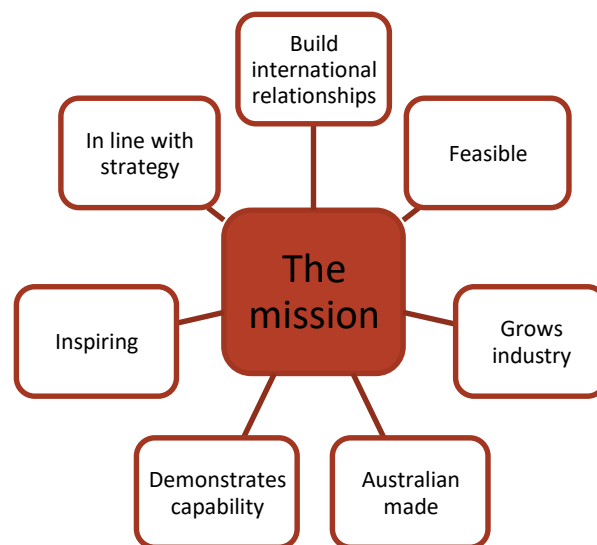 Build
international
relationships
In line with
strategy
Feasible
The
mission
Inspiring
Grows
industry
Demonstrates
capability
Australian
made